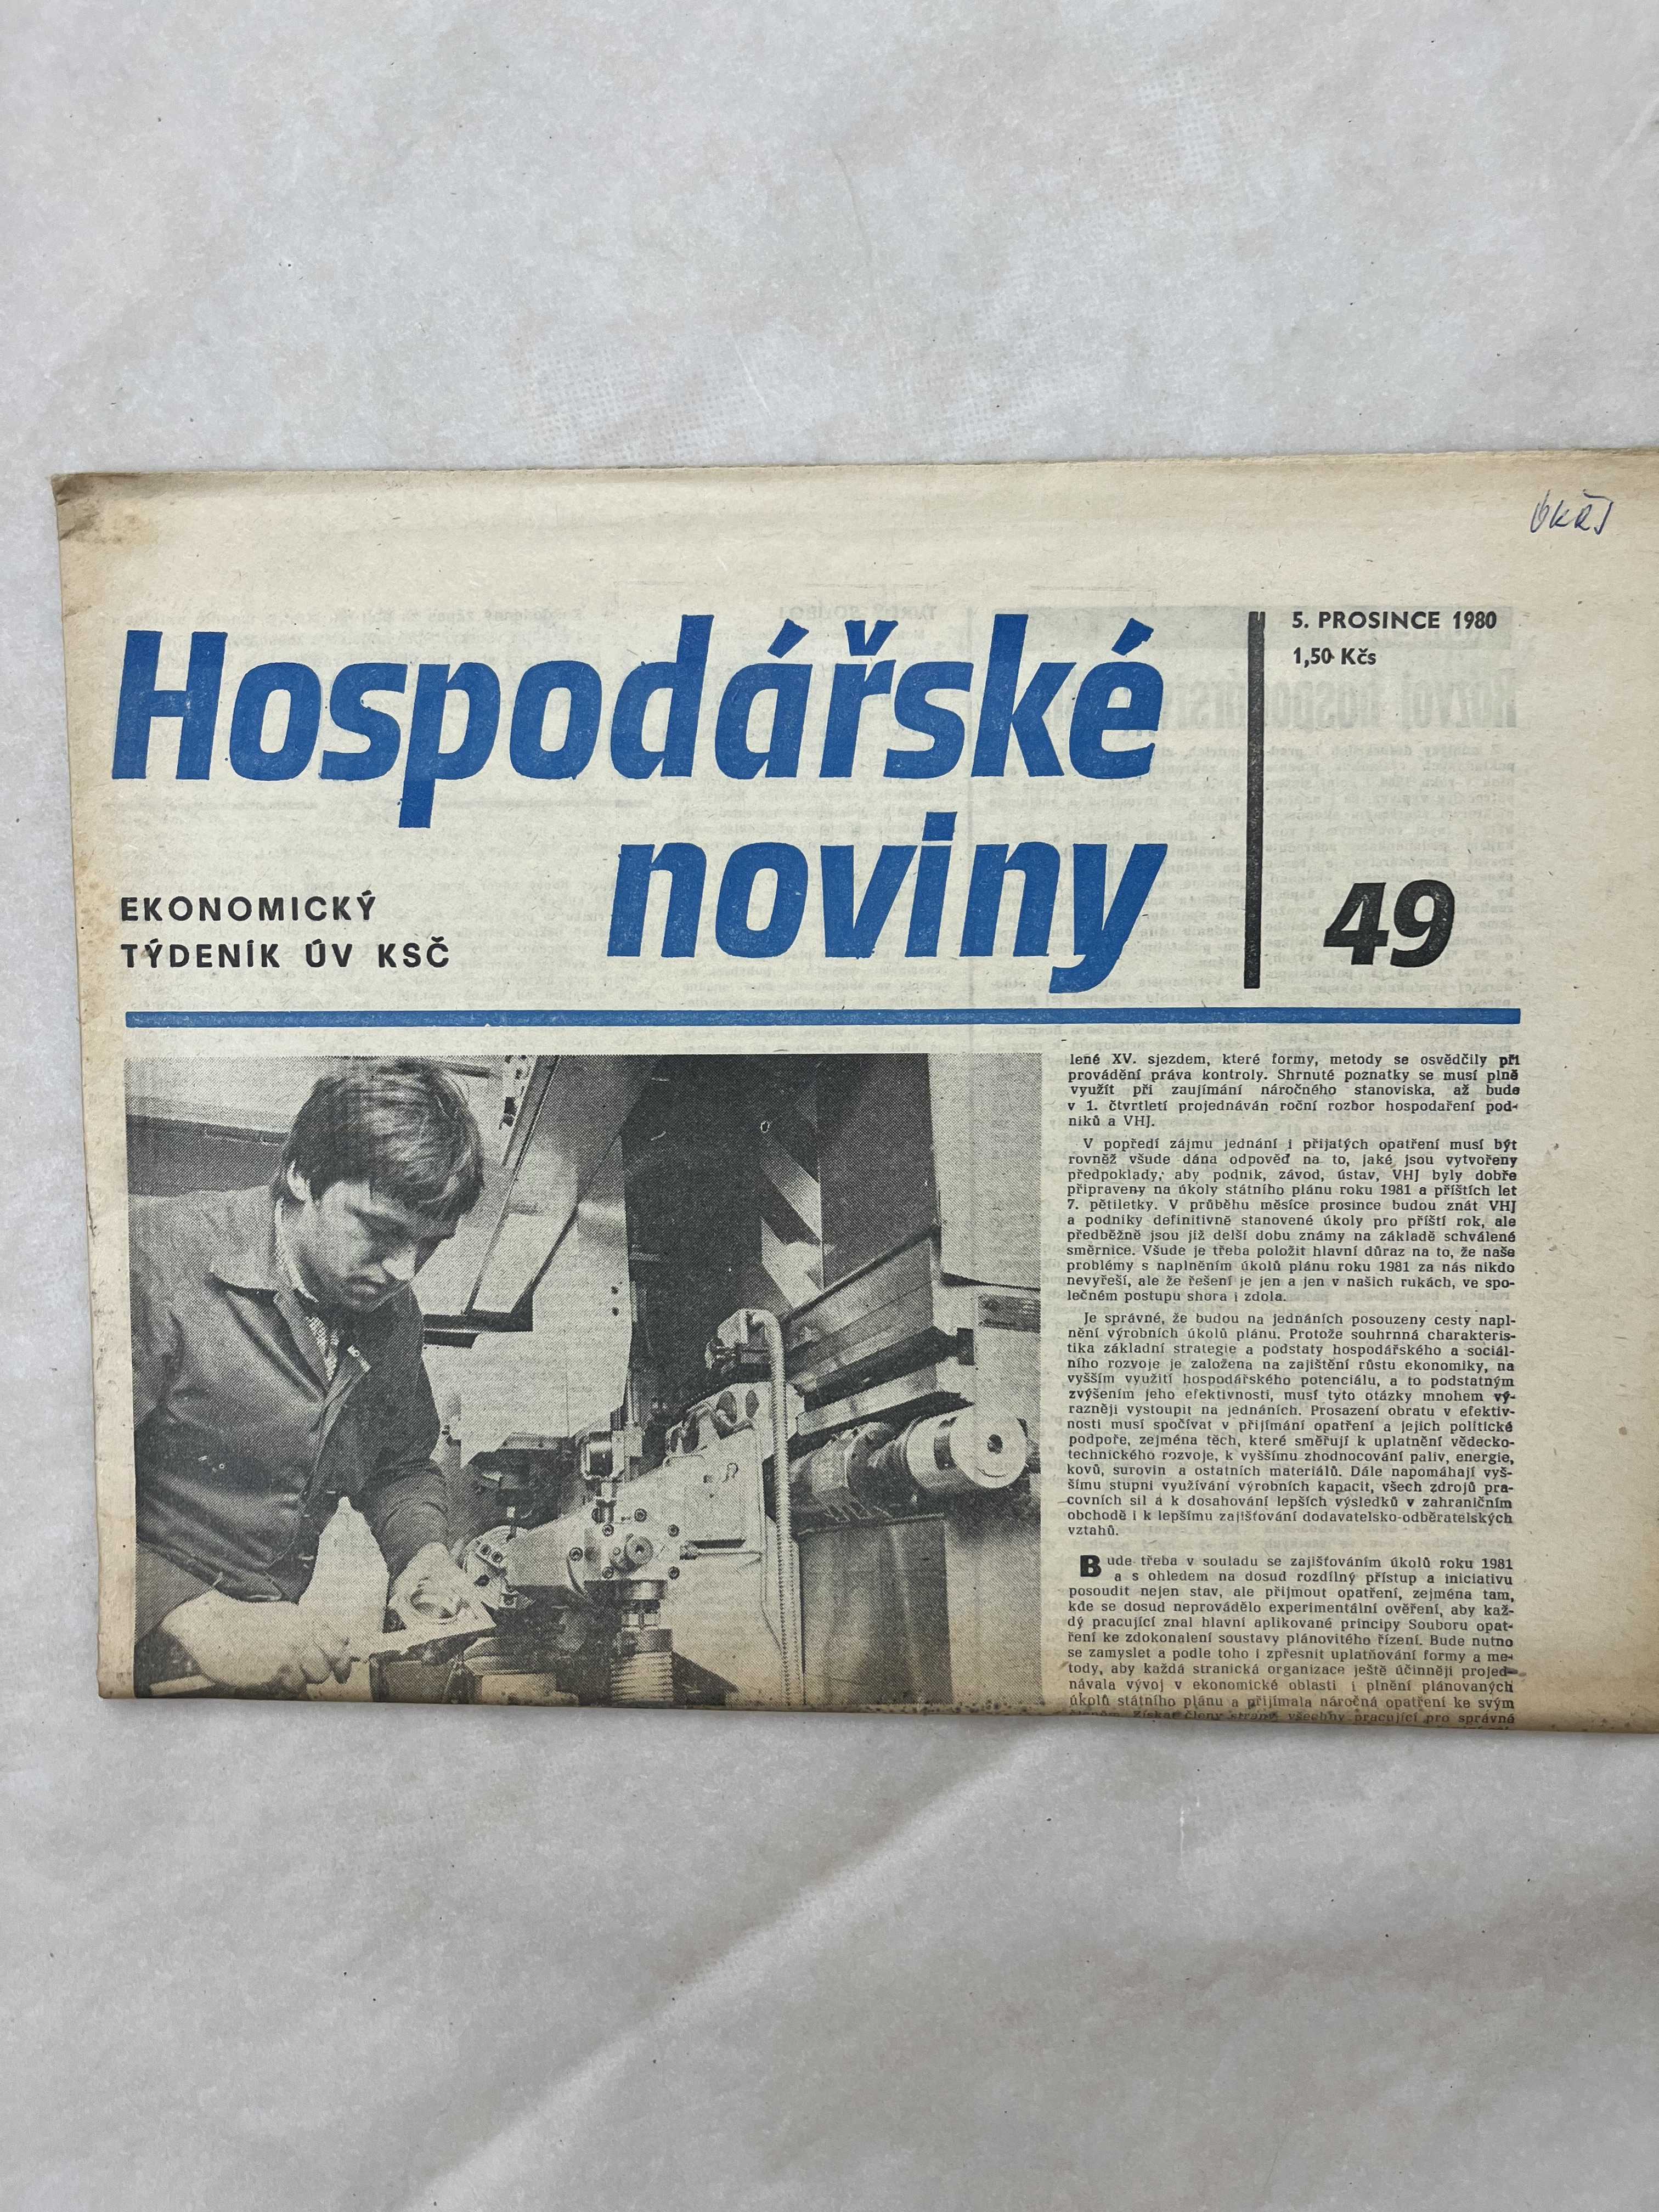 Hospodářské
noviny
EKONOMICKÝ
TÝDENÍK ÚV KSČ
5. PROSINCE 1980
1,50 Kčs
49
lené XV. sjezdem, které formy, metody se osvědčily při
provádění práva kontroly. Shrnuté poznatky se musí plně
využít při zaujímání náročného stanoviska, až bude
v 1. čtvrtletí projednáván roční rozbor hospodaření pod-
niků a VHJ.
V popředí zájmu jednání i přijatých opatření musí být
rovněž všude dána odpověď na to, jaké jsou vytvořeny
předpoklady, aby podnik, závod, ústav, VHJ byly dobře
připraveny na úkoly státního plánu roku 1981 a příštích let
7. pětiletky. V průběhu měsíce prosince budou znát VHJ
a podniky definitivně stanovené úkoly pro příští rok, ale
předběžně jsou již delší dobu známy na základě schválené
směrnice. Všude je třeba položit hlavní důraz na to, že naše
problémy s naplněním úkolů plánu roku 1981 za nás nikdo
nevyřeší, ale že řešení je jen a jen v našich rukách, ve spo-
lečném postupu shora i zdola.
Je správné, že budou na jednáních posouzeny cesty napl-
nění výrobních úkolů plánu. Protože souhrnná charakteris-
tika základní strategie a podstaty hospodářského a sociál-
ního rozvoje je založena na zajištění růstu ekonomiky, na
vyšším využití hospodářského potenciálu, a to podstatným
zvýšením jeho efektivnosti, musí tyto otázky mnohem vý-
razněji vystoupit na jednáních. Prosazení obratu v efektiv-
nosti musí spočívat v přijímání opatření a jejich politické
podpoře, zejména těch, které směřují k uplatnění vědecko-
technického rozvoje, k vyššímu zhodnocování paliv, energie,
kovů, surovin a ostatních materiálů. Dále napomáhají vyš-
šímu stupni využívání výrobních kapacit, všech zdrojů pra-
covních sil a k dosahování lepších výsledků v zahraničním
obchodě i k lepšímu zajišťování dodavatelsko-odběratelských
vztahů.
Bude třeba v souladu se zajišťováním úkolů roku 1981
a s ohledem na dosud rozdílný přístup a iniciativu
posoudit nejen stav, ale přijmout opatření, zejména tam,
kde se dosud neprovádělo experimentální ověření, aby kaž-
dý pracující znal hlavní aplikované principy Souboru opat-
ření ke zdokonalení soustavy plánovitého řízení. Bude nutno
se zamyslet a podle toho i zpřesnit uplatňování formy a me-
tody, aby každá stranická organizace ještě účinněji projed-
návala vývoj v ekonomické oblasti i plnění plánovaných
úkolů státního plánu a přijímala náročná opatření ke svým
členům. Získat členy strany, všechny pracující pro správné